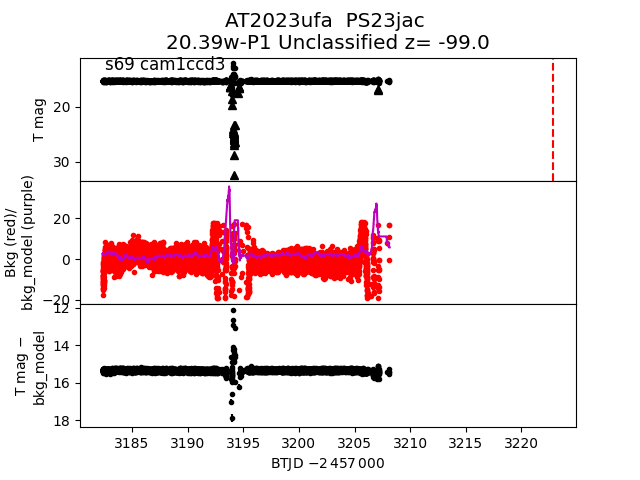 AT2023ufa  PS23jac
20.39w-P1 Unclassified z= -99.0
s69 cam1ccd3
T mag
20
30
Bkg (red)/
bkg_model (purple)
20
0
−20
T mag −
bkg_model
12
14
16
18
3185 3190 3195 3200 3205 3210 3215 3220
BTJD −2 457 000